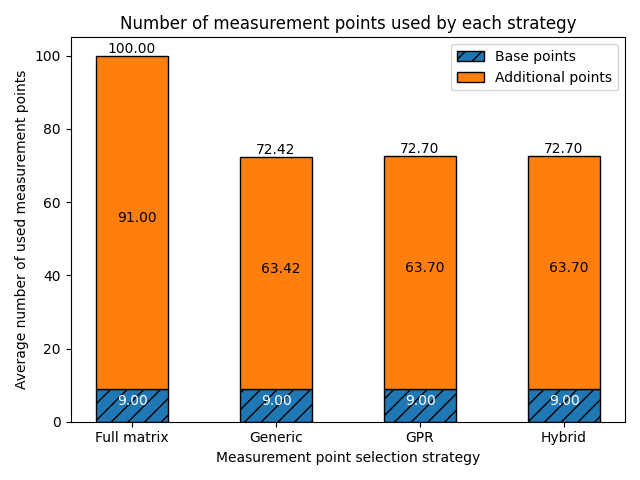 Number of measurement points used by each strategy
Average number of used measurement points
100
80
60
40
20
0
Base points
Additional points
100.00
72.42
72.70
72.70
91.00
63.42
63.70
63.70
9.00
9.00
9.00
9.00
Full matrix
Generic
GPR
Hybrid
Measurement point selection strategy